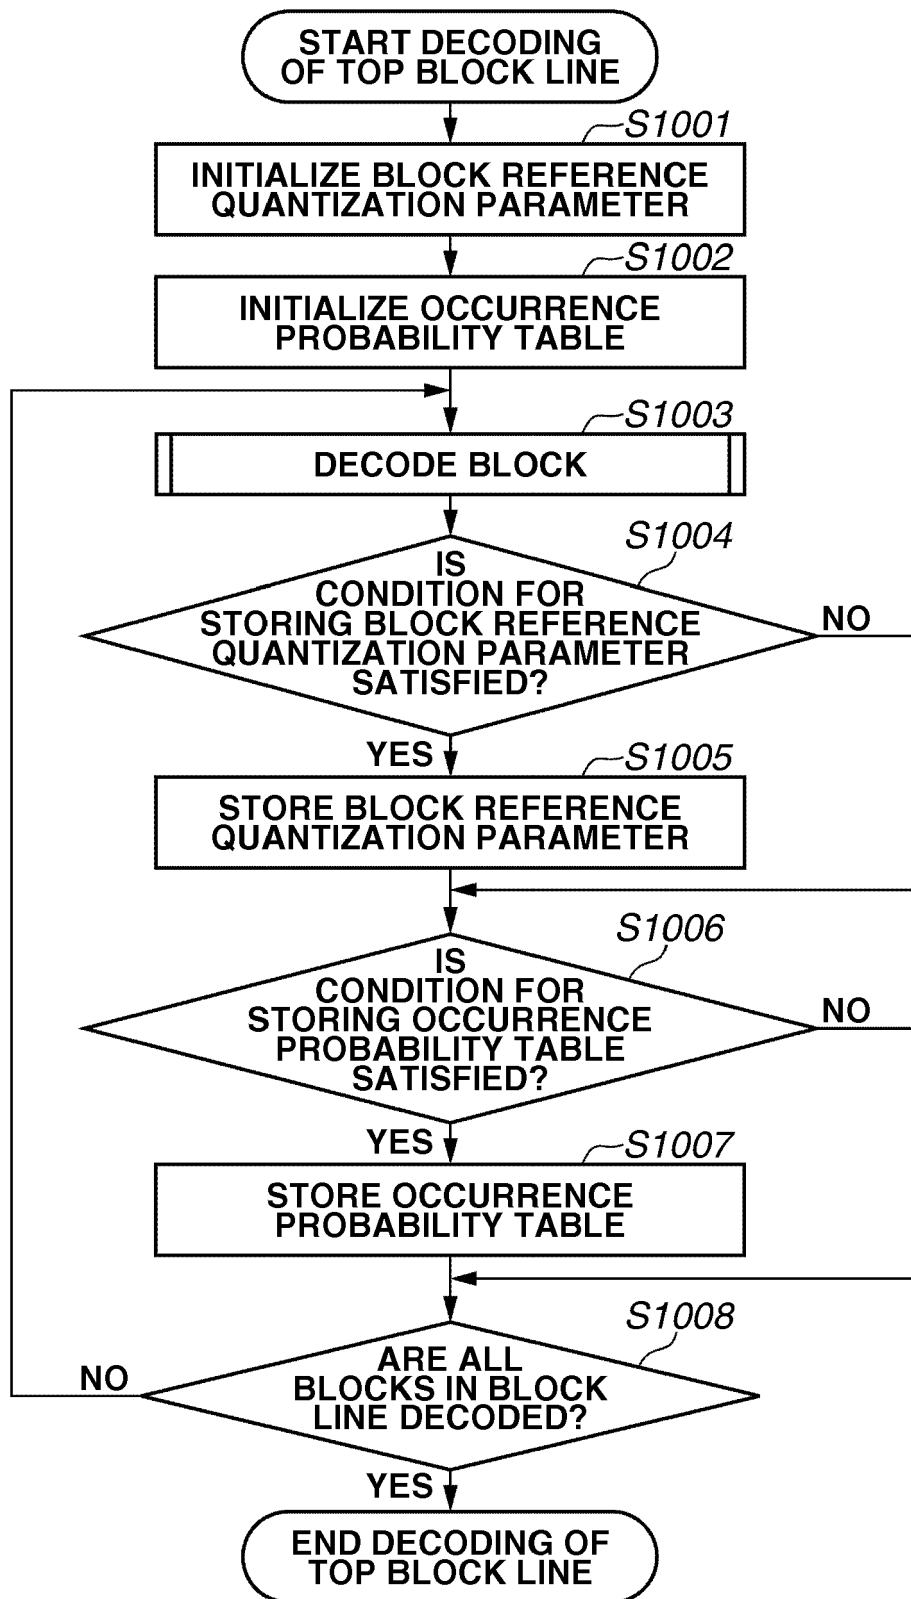 START DECODING
OF TOP BLOCK LINE
S1001
INITIALIZE BLOCK REFERENCE
QUANTIZATION PARAMETER
S1002
INITIALIZE OCCURRENCE
PROBABILITY TABLE
S1003
DECODE BLOCK
S1004
IS
CONDITION FOR
STORING BLOCK REFERENCE
QUANTIZATION PARAMETER
SATISFIED?
NO
YES
S1005
STORE BLOCK REFERENCE
QUANTIZATION PARAMETER
S1006
IS
CONDITION FOR
STORING OCCURRENCE
PROBABILITY TABLE
SATISFIED?
NO
YES
S1007
STORE OCCURRENCE
PROBABILITY TABLE
S1008
ARE ALL
BLOCKS IN BLOCK
LINE DECODED?
NO
YES
END DECODING OF
TOP BLOCK LINE